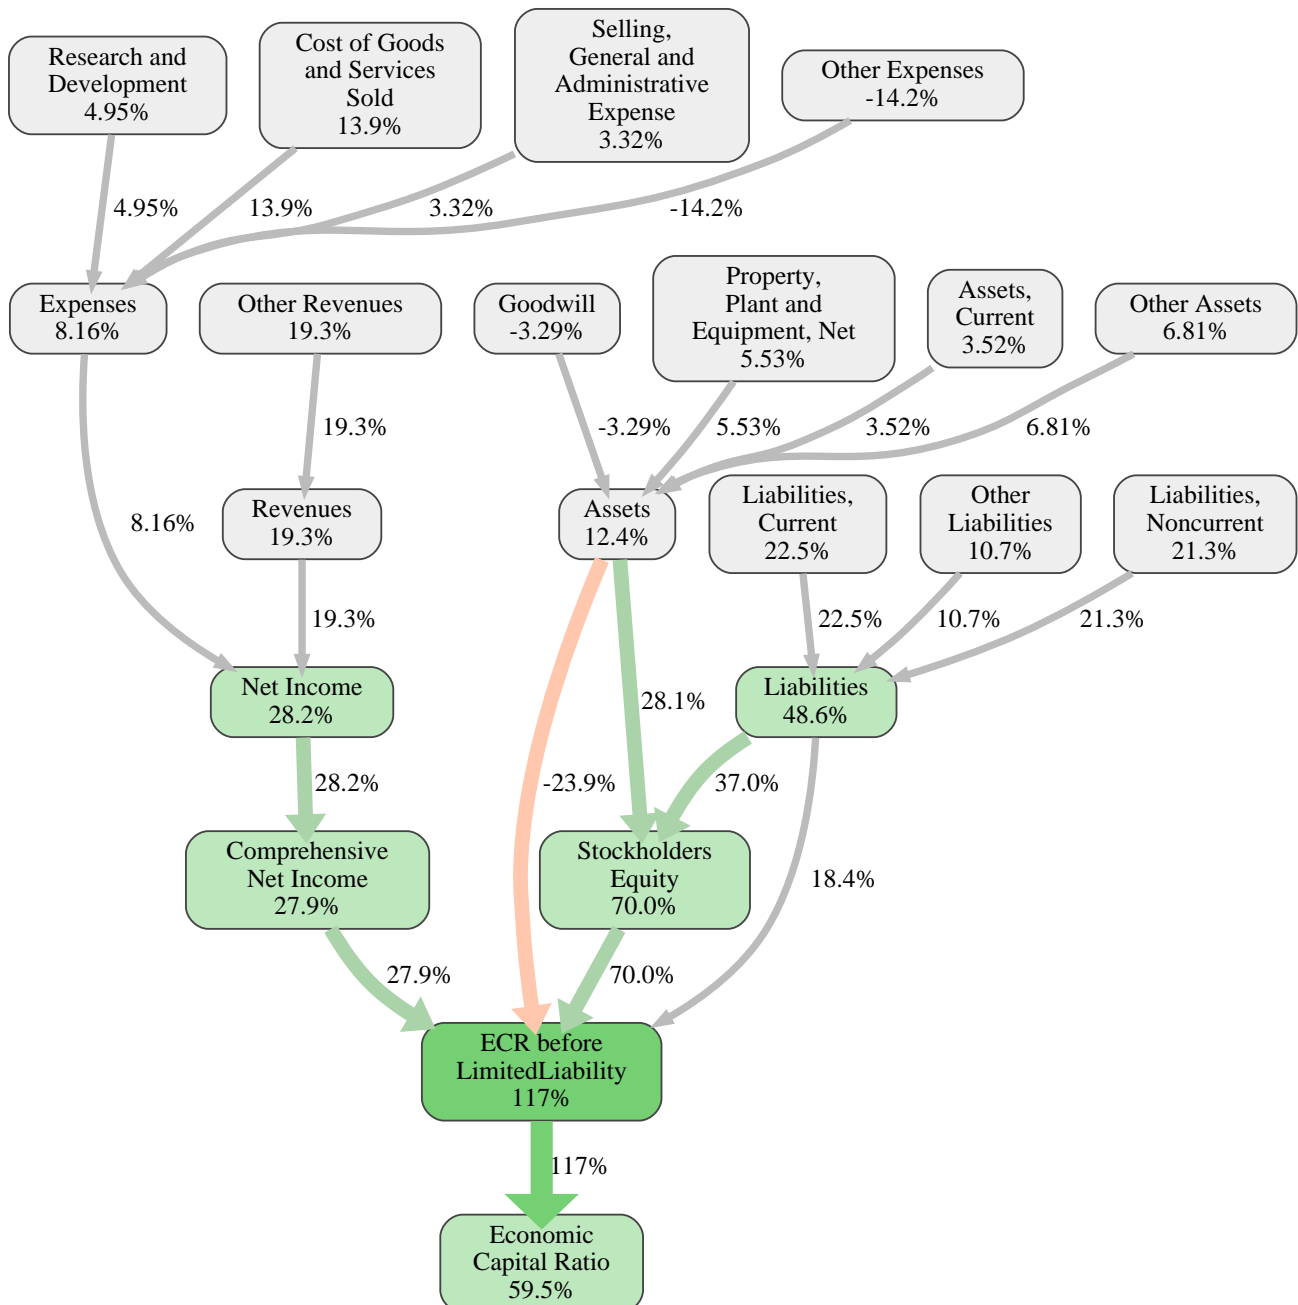 Research and
Development
4.95%
Cost of Goods
and Services
Sold
13.9%
Selling,
General and
Administrative
Expense
3.32%
Other Expenses
-14.2%
4.95%
13.9%
3.32%
-14.2%
Expenses
8.16%
Other Revenues
19.3%
Goodwill
-3.29%
Property,
Plant and
Equipment, Net
5.53%
Assets,
Current
3.52%
Other Assets
6.81%
19.3%
-3.29%
5.53%
3.52%
6.81%
8.16%
Revenues
19.3%
Assets
12.4%
Liabilities,
Current
22.5%
Other
Liabilities
10.7%
Liabilities,
Noncurrent
21.3%
19.3%
22.5%
10.7%
21.3%
Net Income
28.2%
28.1%
Liabilities
48.6%
28.2%
-23.9%
37.0%
Comprehensive
Net Income
27.9%
Stockholders
Equity
70.0%
18.4%
27.9%
70.0%
ECR before
LimitedLiability
117%
117%
Economic
Capital Ratio
59.5%